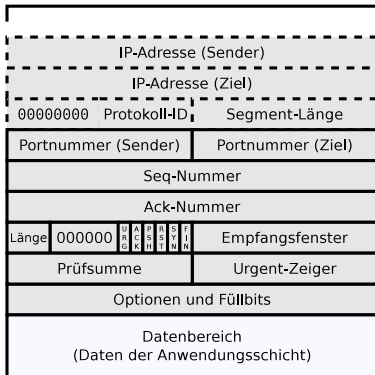 IP-Adresse (Sender)
IP-Adresse (Ziel)
00000000 Protokoll-ID Segment-Länge
Portnummer (Sender) Portnummer (Ziel)
Seq-Nummer
Ack-Nummer
Länge 000000 URG ACK PSH RST SYN FIN Empfangsfenster
Prüfsumme Urgent-Zeiger
Optionen und Füllbits
Datenbereich
(Daten der Anwendungsschicht)